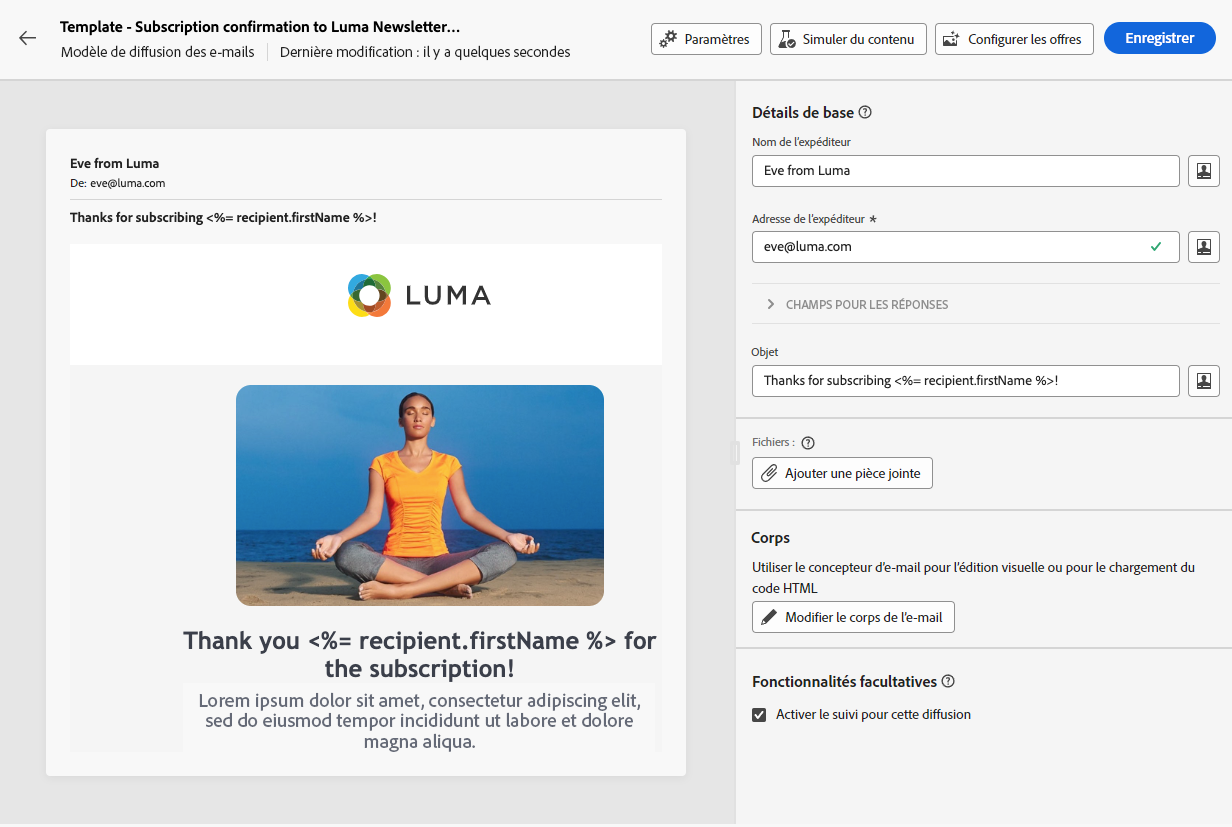 Template - Subscription confirmation to Luma Newsletter...
Modèle de diffusion des e-mails
Dernière modification : il y a quelques secondes
Paramètres
Simuler du contenu
Configurer les offres
Enregistrer
Eve from Luma
De: eve@luma.com
Thanks for subscribing <%= recipient.firstName %>!
LUMA
Thank you <%= recipient.firstName %> for
the subscription!
Lorem ipsum dolor sit amet, consectetur adipiscing elit,
sed do eiusmod tempor incididunt ut labore et dolore
magna aliqua.
Détails de base
Nom de l'expéditeur
Eve from Luma
Adresse de l'expéditeur *
eve@luma.com
CHAMPS POUR LES RÉPONSES
Objet
Thanks for subscribing <%= recipient.firstName %>!
Fichiers :
Ajouter une pièce jointe
Corps
Utiliser le concepteur d'e-mail pour l'édition visuelle ou pour le chargement du
code HTML
Modifier le corps de l'e-mail
Fonctionnalités facultatives
Activer le suivi pour cette diffusion